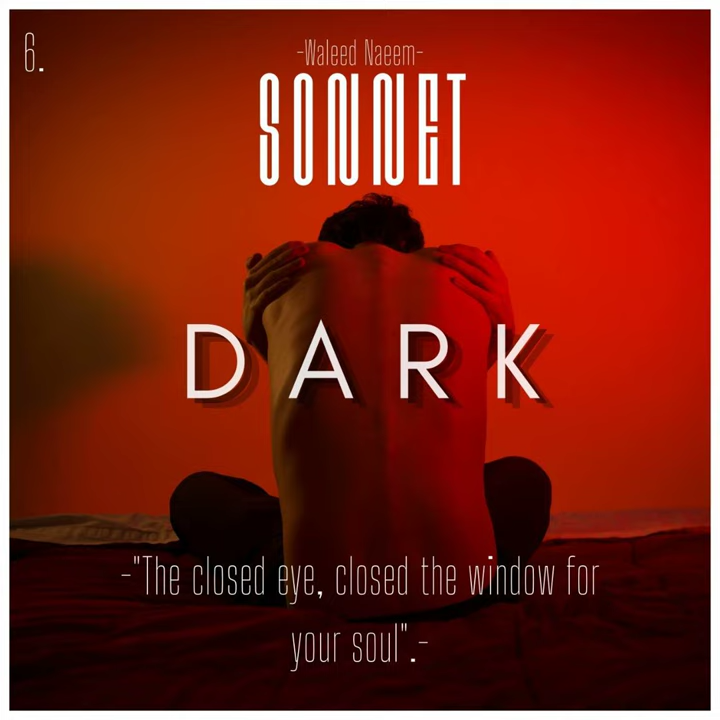 6.
-Waleed Naeem-
SONNET
DARK
-"The closed eye, closed the window for
your soul".-